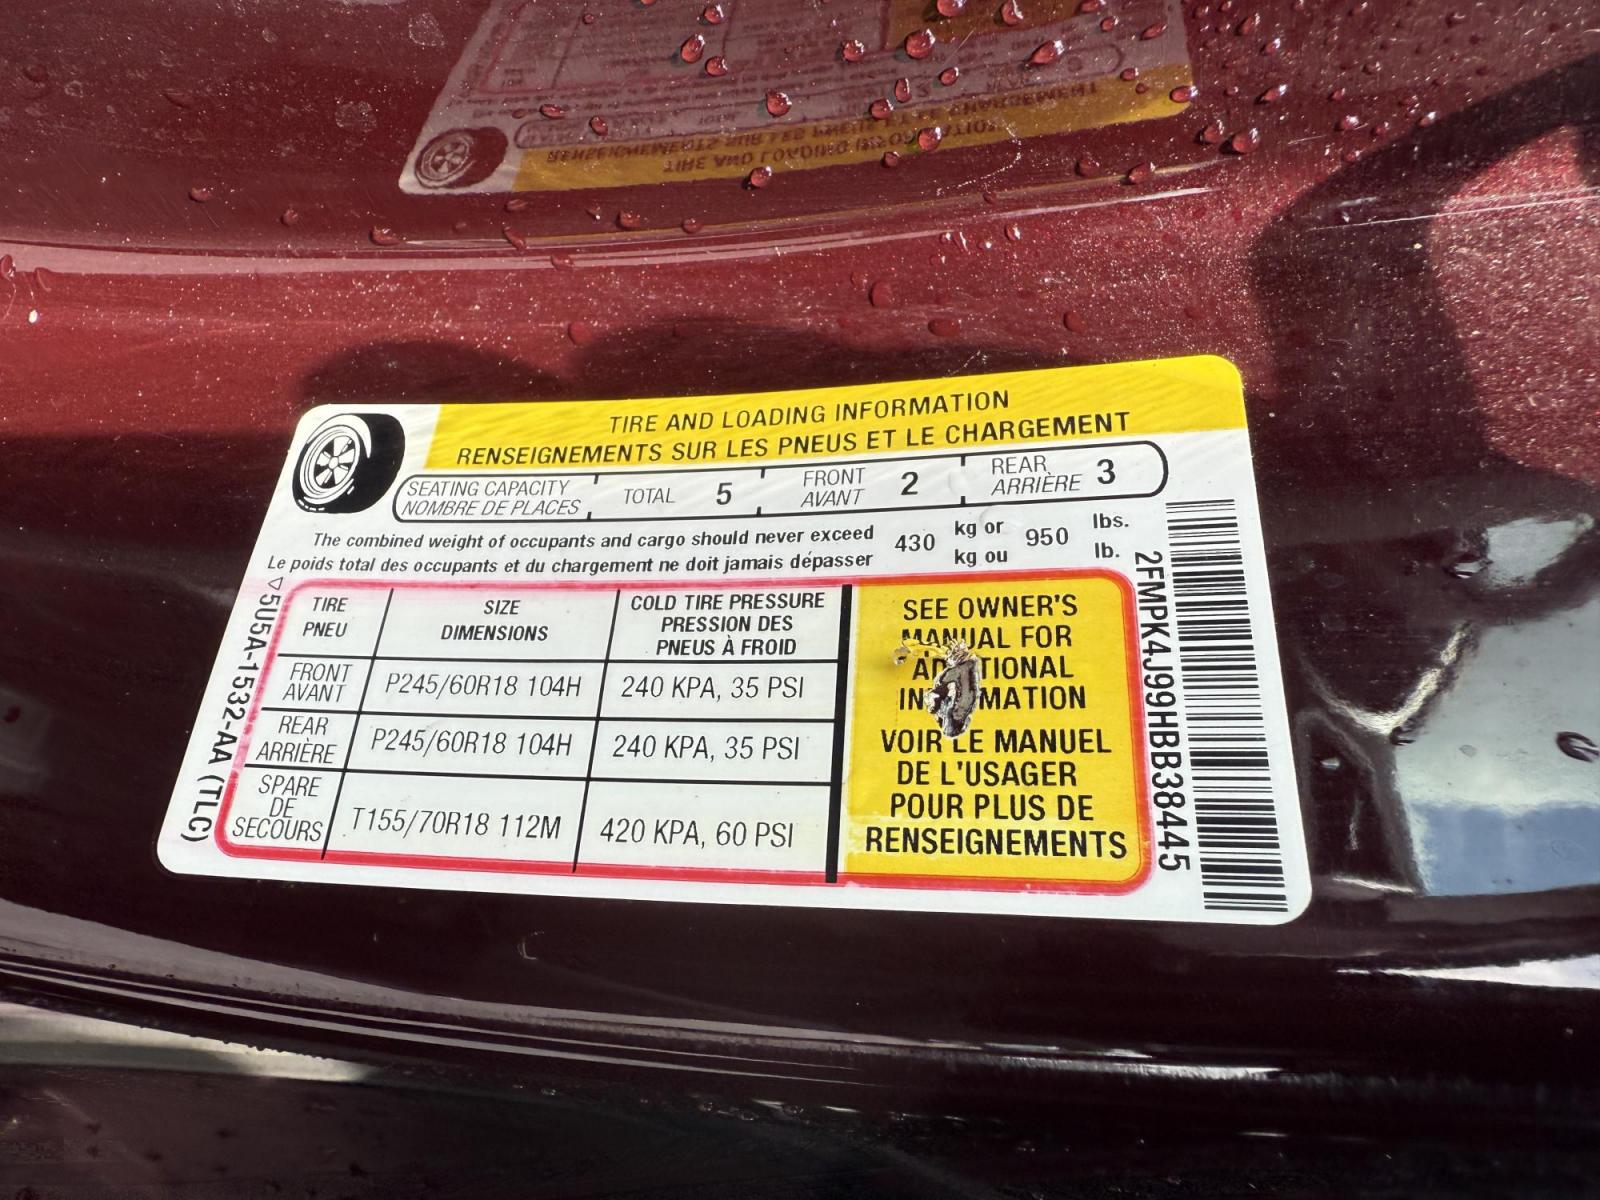 TIRE AND LOADING INFORMATION
RENSEIGNEMENTS SUR LES PNEUS ET LE CHARGEMENT
SEATING CAPACITY TOTAL 5 FRONT 2 REAR 3
NOMBRE DE PLACES AVANT ARRIÈRE
The combined weight of occupants and cargo should never exceed 430 kg or 950 lbs.
Le poids total des occupants et du chargement ne doit jamais dépasser kg ou lb.
TIRE SIZE COLD TIRE PRESSURE
PNEU DIMENSIONS PRESSION DES
PNEUS À FROID
FRONT P245/60R18 104H 240 KPA, 35 PSI
AVANT
REAR P245/60R18 104H 240 KPA, 35 PSI
ARRIÈRE
SPARE T155/70R18 112M 420 KPA, 60 PSI
DE
SECOURS
SEE OWNER'S
MANUAL FOR
INFORMATION
VOIR LE MANUEL
DE L'USAGER
POUR PLUS DE
RENSEIGNEMENTS
5U5A-1532-AA (TLC)
2FMPK4J99HBB38445